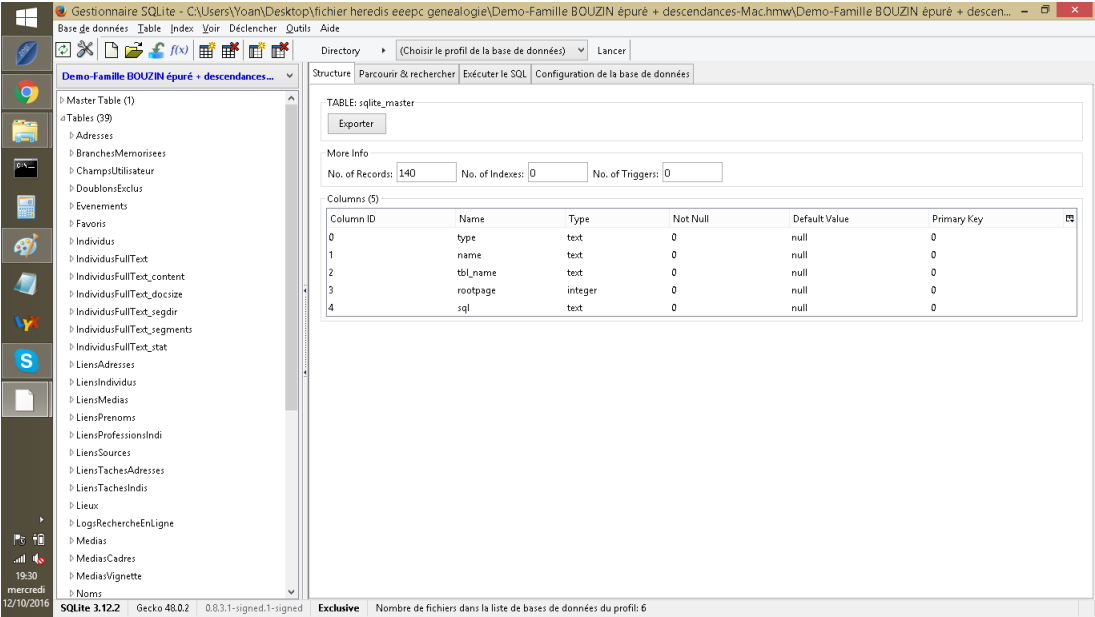 Gestionnaire SQLite - C:\Users\Yoan\Desktop\fichier heredis eeepc genealogie\Demo-Famille BOUZIN épuré + descendances-Mac.hmw\Demo-Famille BOUZIN épuré + descen...
Base de données Table Index Voir Déclencher Outils Aide
f(x) Directory (Choisir le profil de la base de données) Lancer
Demo-Famille BOUZIN épuré + descendances...
Structure Parcourir & rechercher Exécuter le SQL Configuration de la base de données
Master Table (1)
Tables (39)
Adresses
BranchesMemorisees
ChampsUtilisateur
DoublonsExclus
Evenements
Favoris
Individus
IndividusFullText
IndividusFullText_content
IndividusFullText_docsize
IndividusFullText_segdir
IndividusFullText_segments
IndividusFullText_stat
LiensAdresses
LiensIndividus
LiensMedias
LiensPrenoms
LiensProfessionsIndi
LiensSources
LiensTachesAdresses
LiensTachesIndis
Lieux
LogsRechercheEnLigne
Medias
MediasCadres
MediasVignette
Noms
TABLE: sqlite_master
Exporter
More Info
No. of Records: 140 No. of Indexes: 0 No. of Triggers: 0
Columns (5)
Column ID Name Type Not Null Default Value Primary Key
0 type text 0 null 0
1 name text 0 null 0
2 tbl_name text 0 null 0
3 rootpage integer 0 null 0
4 sql text 0 null 0
19:30
mercredi
12/10/2016
SQLite 3.12.2 Gecko 48.0.2 0.8.3.1-signed.1-signed Exclusive Nombre de fichiers dans la liste de bases de données du profil: 6